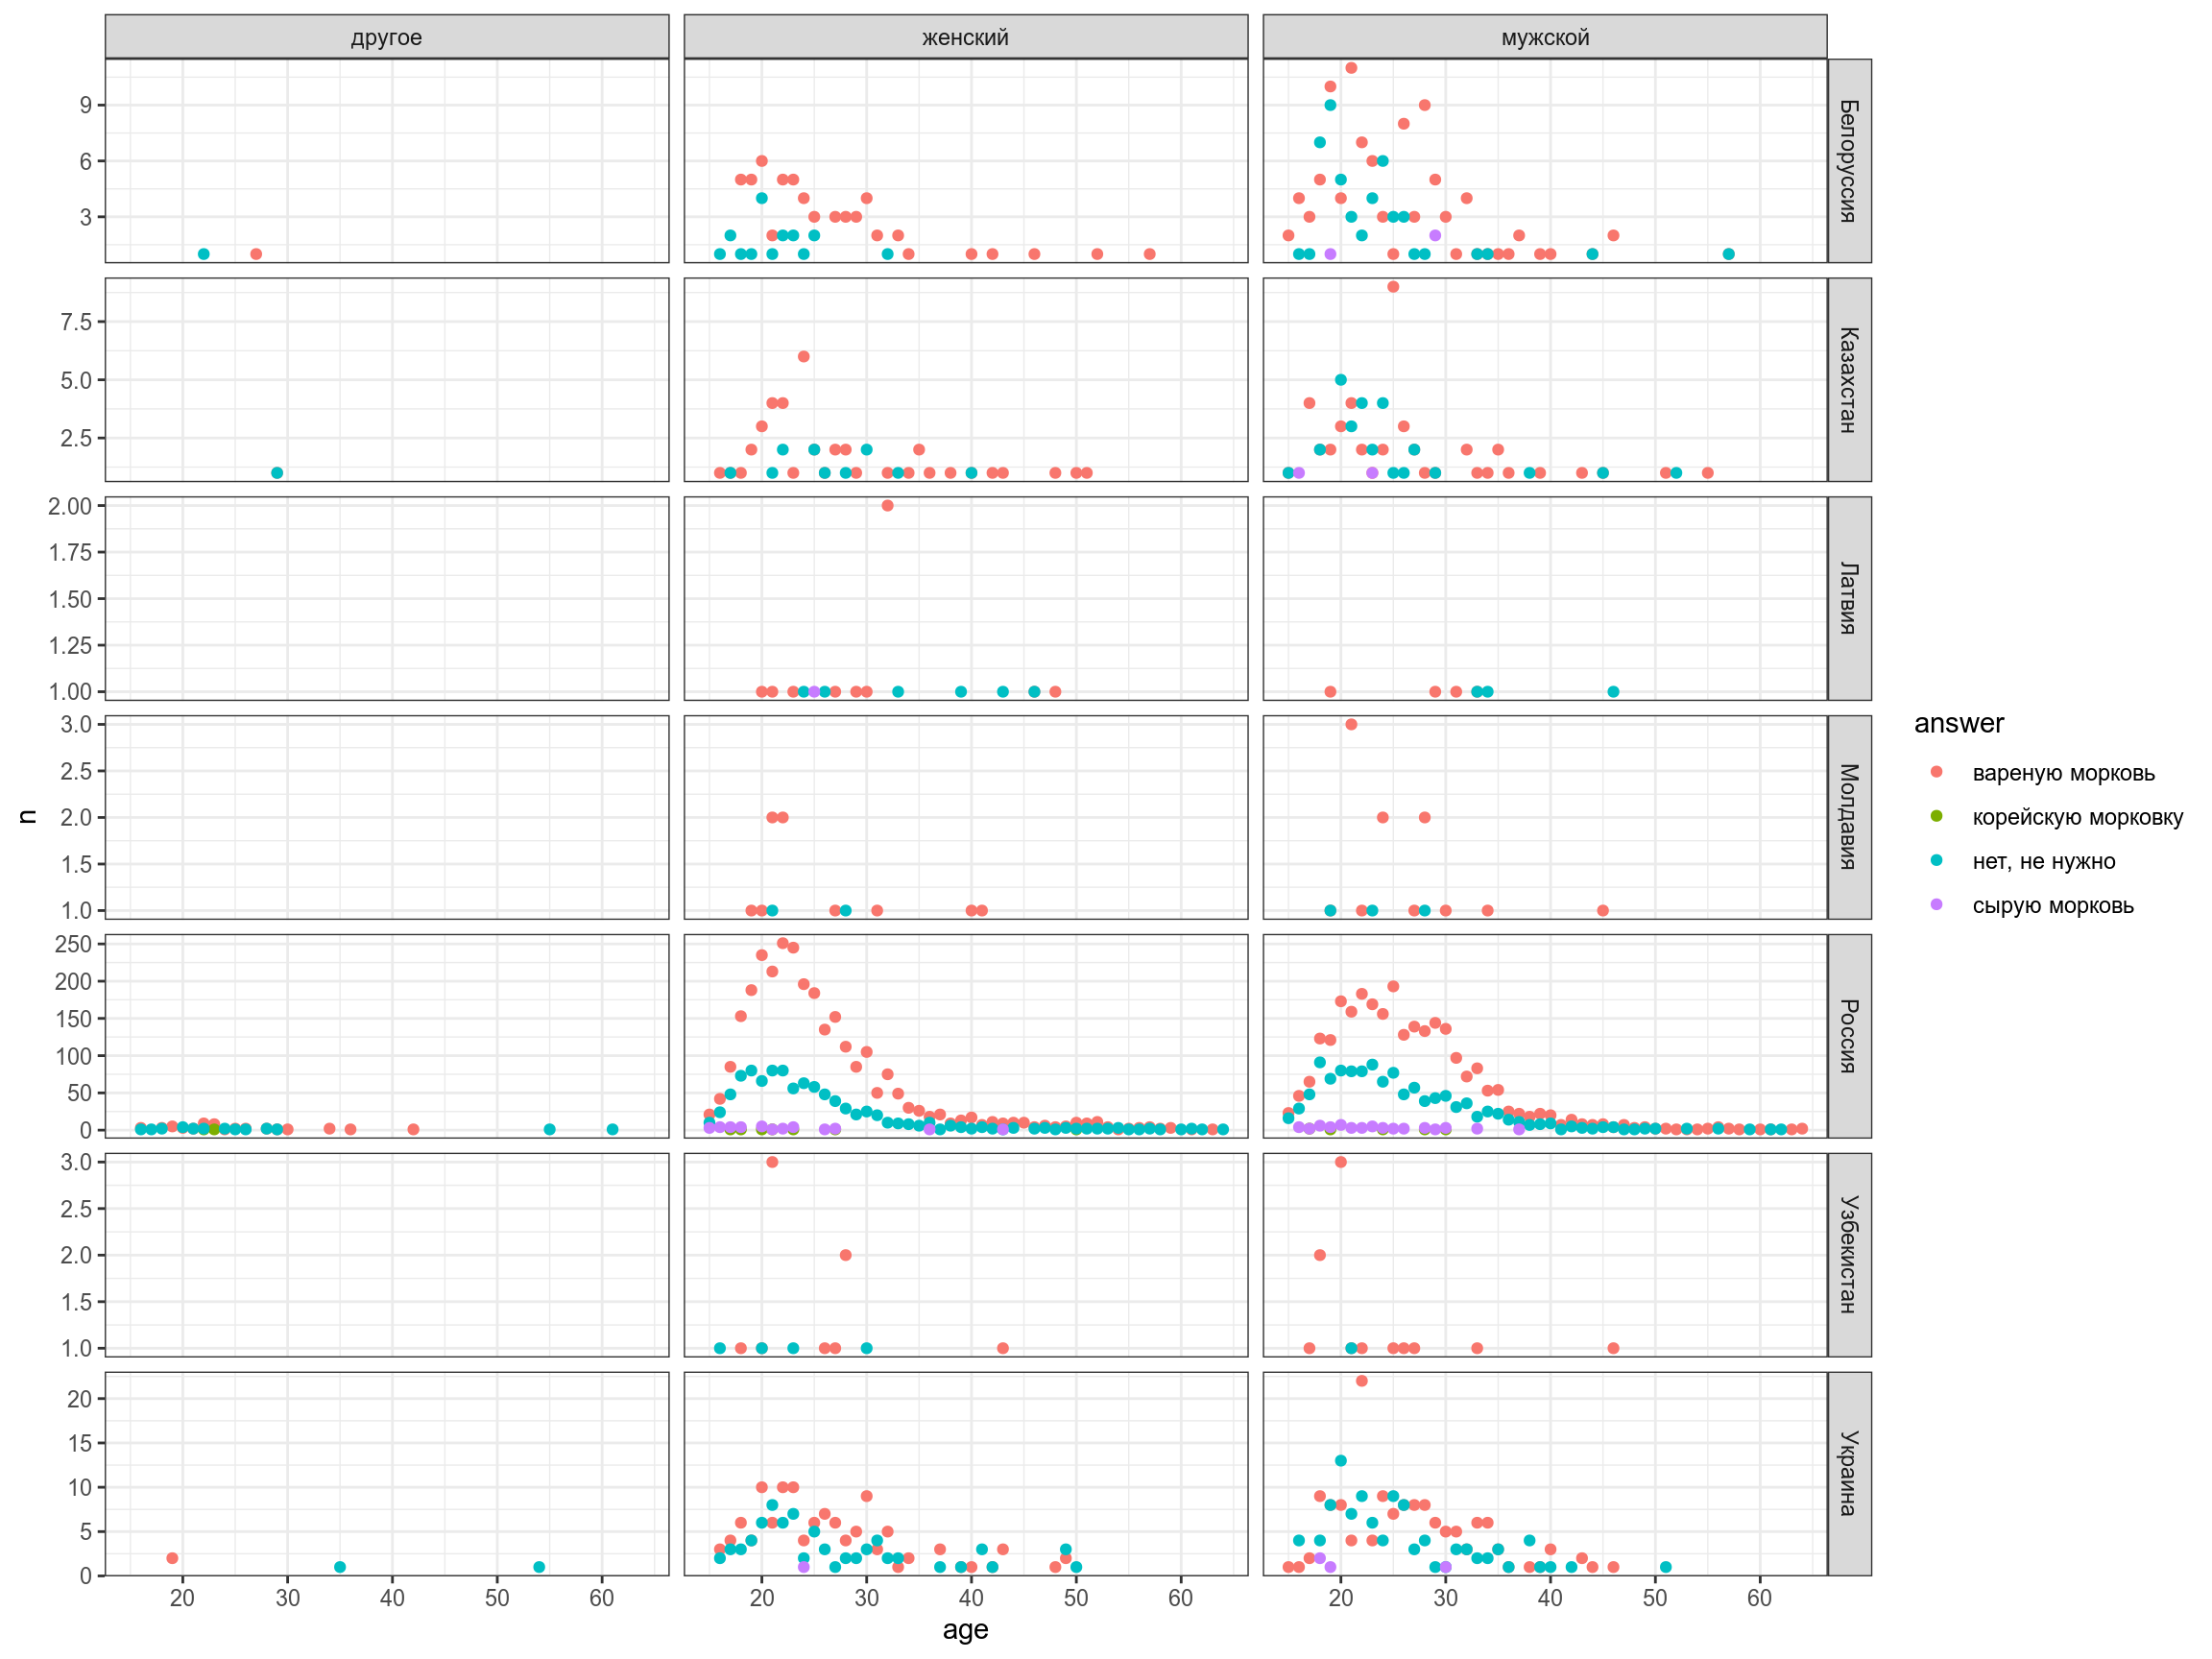 другое женский мужской
9
6
3
Белоруссия
7.5
5.0
2.5
Казахстан
2.00
1.75
1.50
1.25
1.00
Латвия
3.0
2.5
2.0
1.5
1.0
Молдавия
250
200
150
100
50
0
Россия
3.0
2.5
2.0
1.5
1.0
Узбекистан
20
15
10
5
0
Украина
20 30 40 50 60 20 30 40 50 60 20 30 40 50 60
age
n
answer
вареную морковь
корейскую морковку
нет, не нужно
сырую морковь